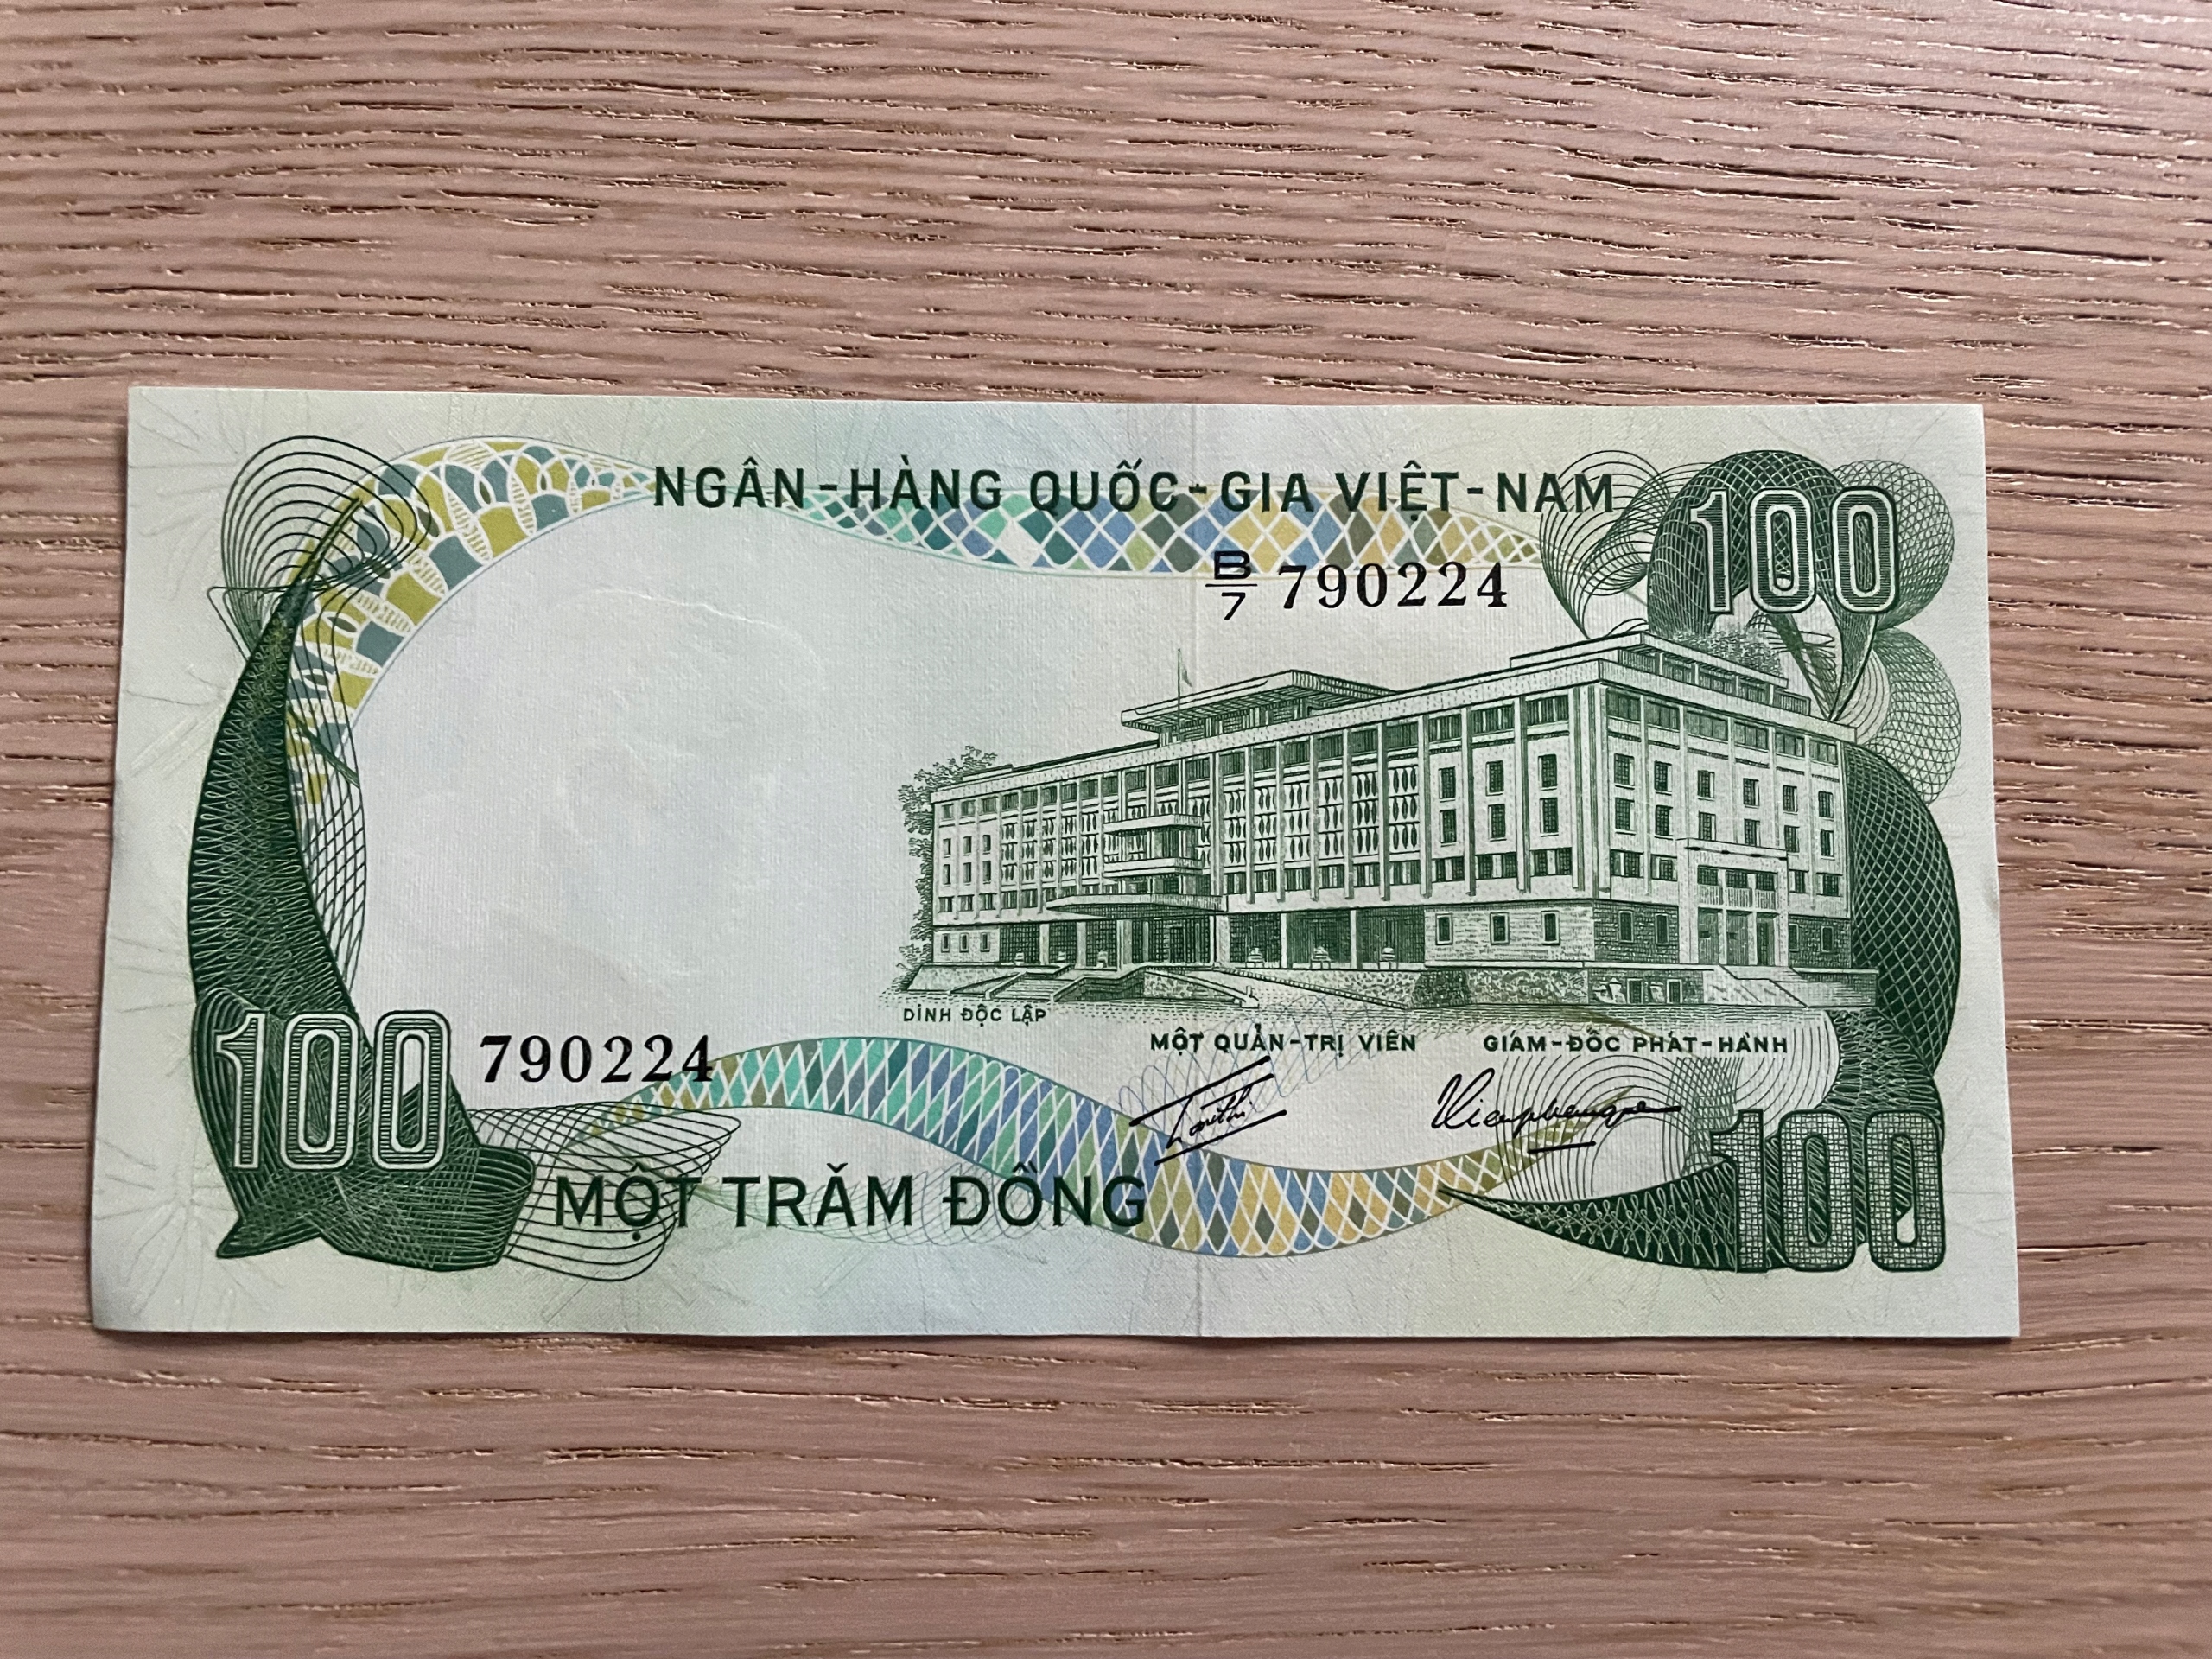 NGÂN-HÀNG QUỐC-GIA VIỆT-NAM
100
B/7 790224
DINH ĐỘC LẬP
MỘT QUẢN-TRỊ VIÊN
GIÁM-ĐỐC PHÁT-HÀNH
100
790224
MỘT TRĂM ĐỒNG
100